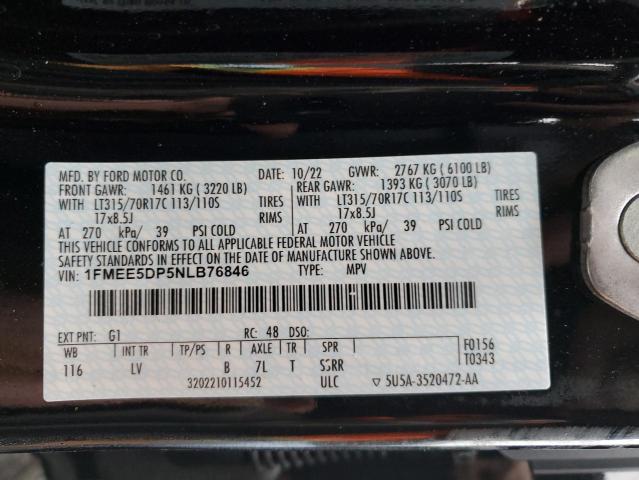 MFD. BY FORD MOTOR CO.
DATE: 10/22 GVWR: 2767 KG (6100 LB)
FRONT GAWR: 1461 KG (3220 LB) REAR GAWR: 1393 KG (3070 LB)
WITH LT315/70R17C 113/110S TIRES WITH LT315/70R17C 113/110S TIRES
17x8.5J RIMS 17x8.5J RIMS
AT 270 kPa/ 39 PSI COLD AT 270 kPa/ 39 PSI COLD
THIS VEHICLE CONFORMS TO ALL APPLICABLE FEDERAL MOTOR VEHICLE
SAFETY STANDARDS IN EFFECT ON THE DATE OF MANUFACTURE SHOWN ABOVE.
VIN: 1FMEE5DP5NLB76846 TYPE: MPV
EXT PNT: G1 RC: 48 DSO:
WB INT TR TP/PS R AXLE TR SPR F0156
116 LV B 7L T SSRR T0343
3202210115452 ULC ▽ 5U5A-3520472-AA